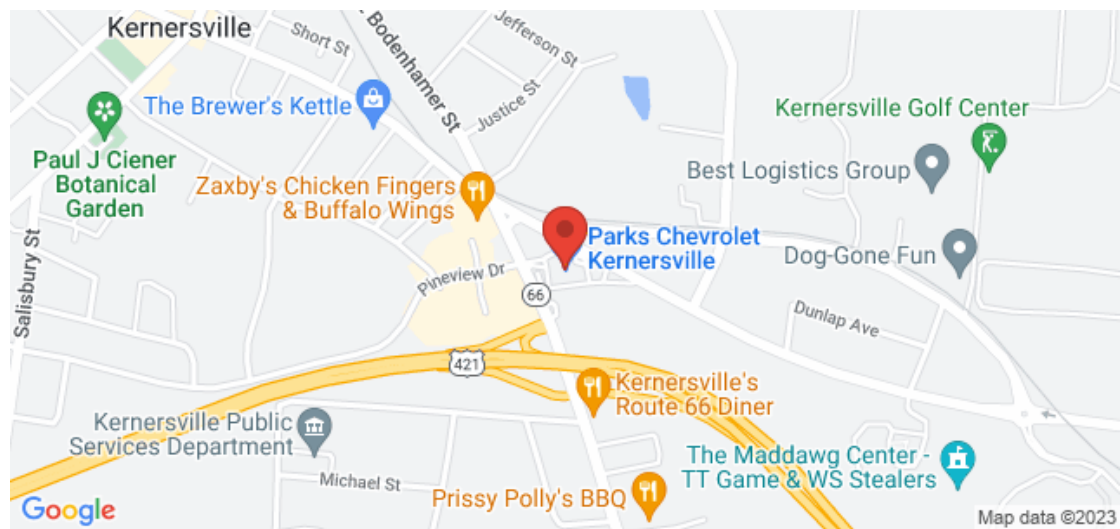 Kernersville
Short St
Bodenhamer St
Jefferson St
Justice St
The Brewer's Kettle
Kernersville Golf Center
Paul J Ciener
Botanical
Garden
Best Logistics Group
Zaxby's Chicken Fingers
& Buffalo Wings
Parks Chevrolet
Kernersville
Dog-Gone Fun
Salisbury St
Pineview Dr
66
Dunlap Ave
421
Kernersville's
Route 66 Diner
Kernersville Public
Services Department
The Maddawg Center -
TT Game & WS Stealers
Michael St
Prissy Polly's BBQ
Google
Map data ©2023